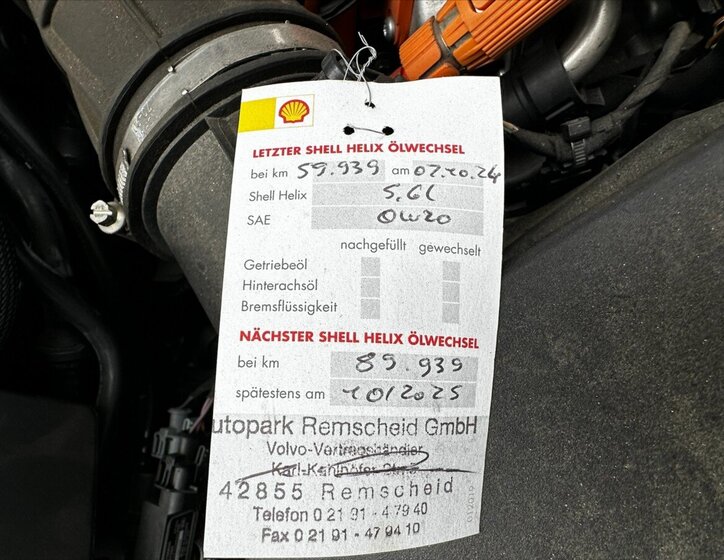 LETZTER SHELL HELIX ÖLWECHSEL
bei km 59.939 am 07.10.24
Shell Helix 5,6L
SAE 0W20
nachgefüllt gewechselt
Getriebeöl
Hinterachsöl
Bremsflüssigkeit
NÄCHSTER SHELL HELIX ÖLWECHSEL
bei km 89.939
spätestens am 10/2025
utopark Remscheid GmbH
Volvo-Vertragshändler
42855 Remscheid
Telefon 0 21 91 - 4 79 40
Fax 0 21 91 - 47 94 10